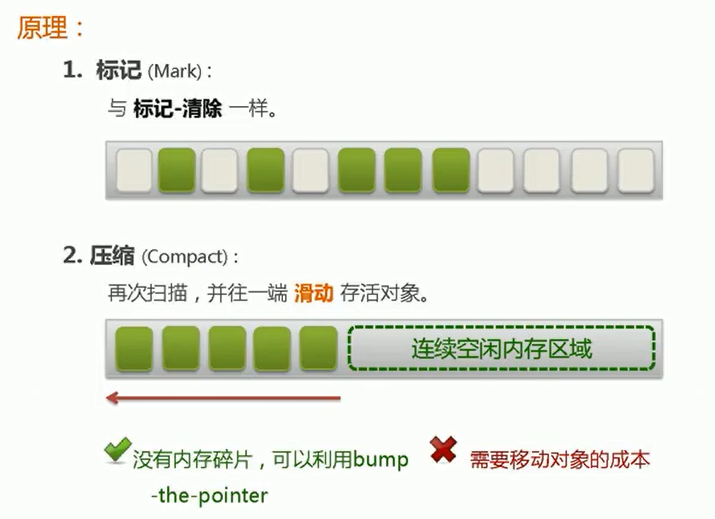 原理：
1. 标记 (Mark)：
与 标记-清除 一样。
2. 压缩 (Compact)：
再次扫描，并往一端 滑动 存活对象。
连续空闲内存区域
没有内存碎片，可以利用bump
-the-pointer
需要移动对象的成本